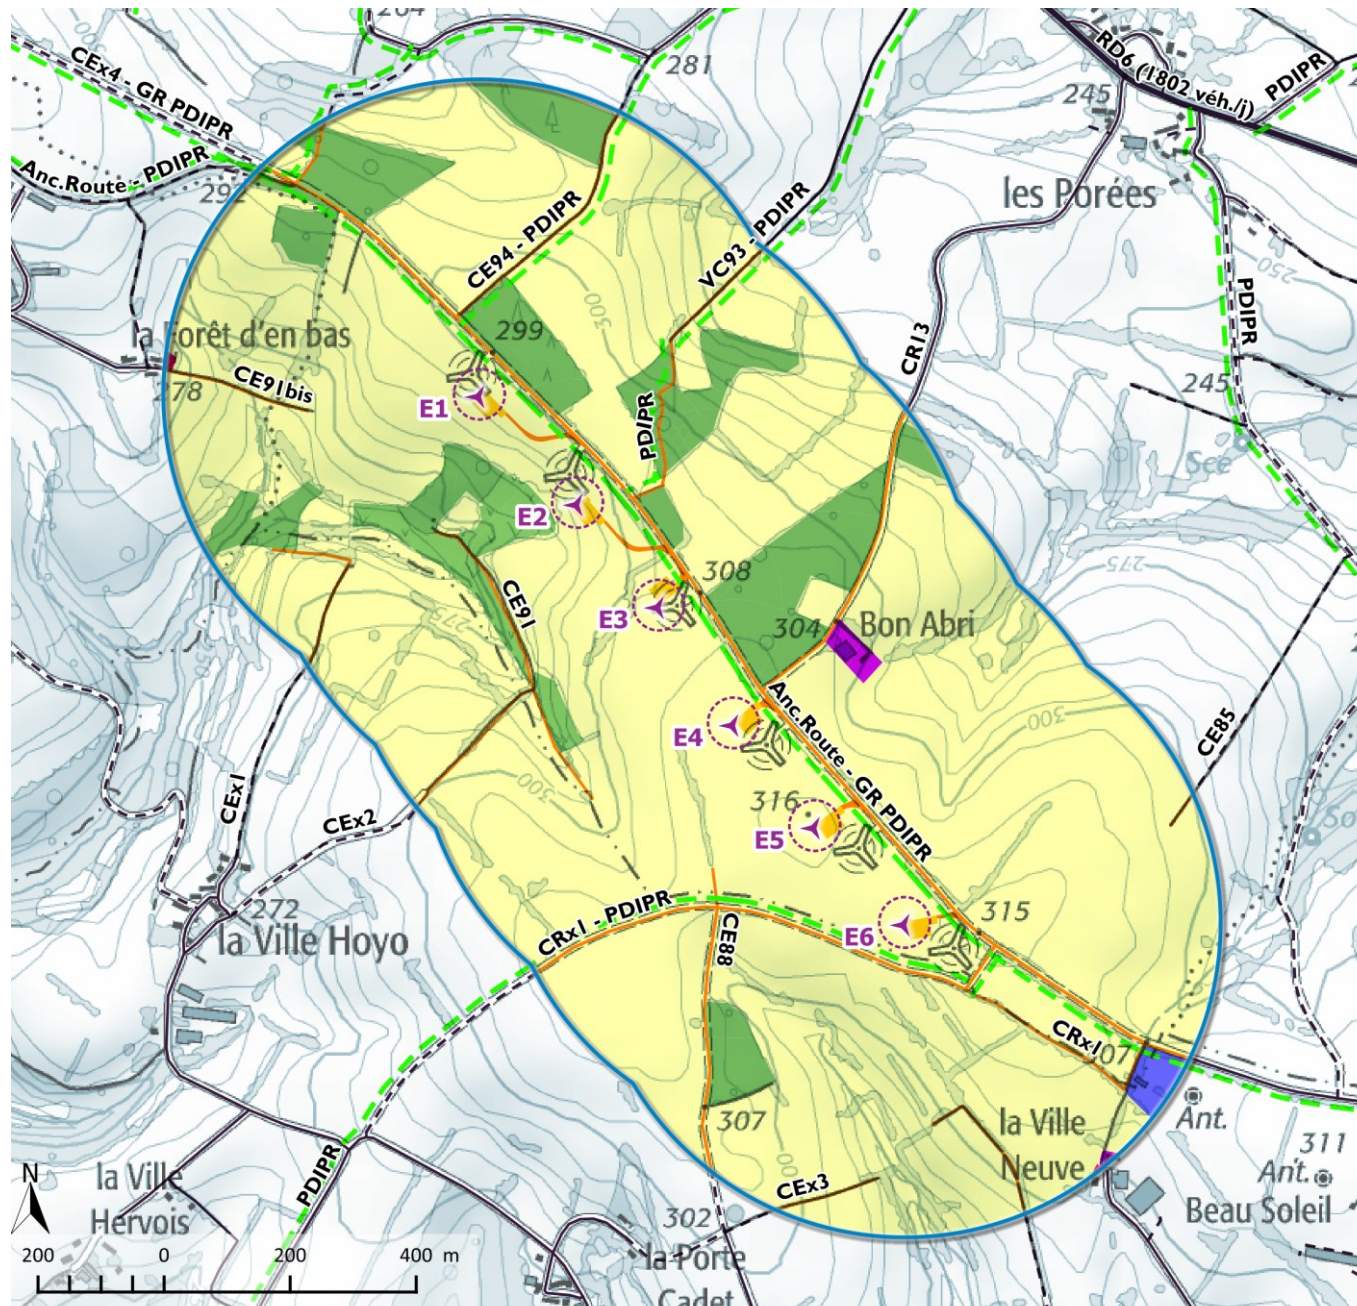 264
281
CEx4 - GR PDIPR
RD6 (1802 véh./j)
PDIPR
245
Anc.Route - PDIPR
292
les Porées
CE94 - PDIPR
VC93 - PDIPR
250
300
PDIPR
299
la Forêt d'en bas
278
CE91bis
CR13
245
E1
PDIPR
E2
308
275
CE91
E3
304
Bon Abri
275
Anc.Route - GR PDIPR
E4
300
CE85
300
CEx1
CEx2
316
E5
272
la Ville Hoyo
CRx1 - PDIPR
CE88
E6
315
CRx1
307
la Ville
Neuve
Ant.
311
Ant.
Beau Soleil
PDIPR
la Ville
Hervois
CEx3
302
la Porte
Cadet
N
200 0 200 400 m